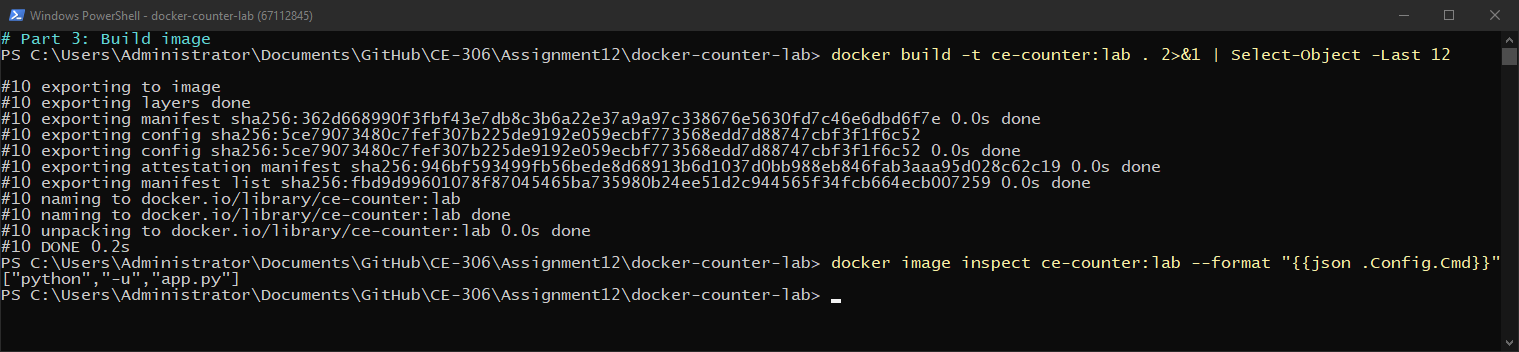 Windows PowerShell - docker-counter-lab (67112845)
# Part 3: Build image
PS C:\Users\Administrator\Documents\GitHub\CE-306\Assignment12\docker-counter-lab> docker build -t ce-counter:lab . 2>&1 | Select-Object -Last 12
#10 exporting to image
#10 exporting layers done
#10 exporting manifest sha256:362d668990f3fbf43e7db8c3b6a22e37a9a97c338676e5630fd7c46e6dbd6f7e 0.0s done
#10 exporting config sha256:5ce79073480c7fef307b225de9192e059ecbf773568edd7d88747cbf3f1f6c52
#10 exporting config sha256:5ce79073480c7fef307b225de9192e059ecbf773568edd7d88747cbf3f1f6c52 0.0s done
#10 exporting attestation manifest sha256:946bf593499fb56bede8d68913b6d1037d0bb988eb846fab3aaa95d028c62c19 0.0s done
#10 exporting manifest list sha256:fbd9d99601078f87045465ba735980b24ee51d2c944565f34fcb664ecb007259 0.0s done
#10 naming to docker.io/library/ce-counter:lab
#10 naming to docker.io/library/ce-counter:lab done
#10 unpacking to docker.io/library/ce-counter:lab 0.0s done
#10 DONE 0.2s
PS C:\Users\Administrator\Documents\GitHub\CE-306\Assignment12\docker-counter-lab> docker image inspect ce-counter:lab --format "{{json .Config.Cmd}}"
["python","-u","app.py"]
PS C:\Users\Administrator\Documents\GitHub\CE-306\Assignment12\docker-counter-lab>